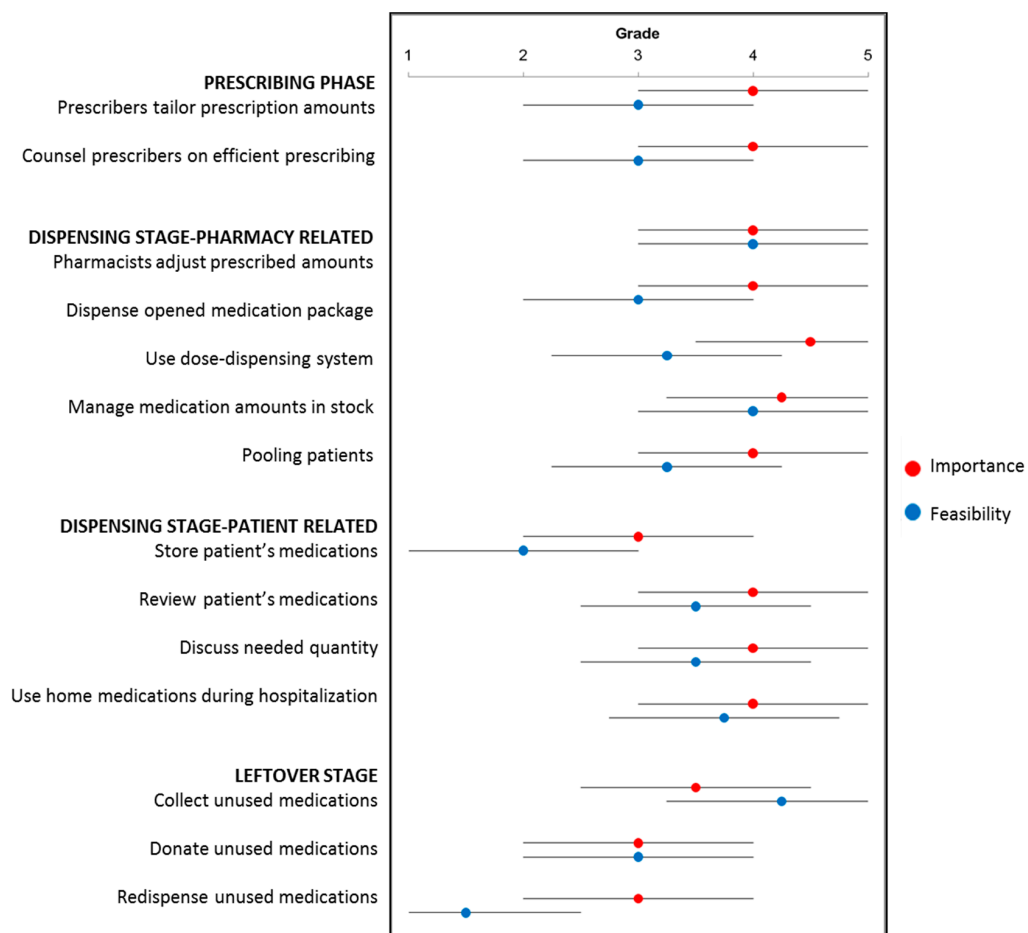 Grade
1 2 3 4 5
PRESCRIBING PHASE
Prescribers tailor prescription amounts
Counsel prescribers on efficient prescribing
DISPENSING STAGE-PHARMACY RELATED
Pharmacists adjust prescribed amounts
Dispense opened medication package
Use dose-dispensing system
Manage medication amounts in stock
Pooling patients
Importance
Feasibility
DISPENSING STAGE-PATIENT RELATED
Store patient’s medications
Review patient’s medications
Discuss needed quantity
Use home medications during hospitalization
LEFTOVER STAGE
Collect unused medications
Donate unused medications
Redispense unused medications